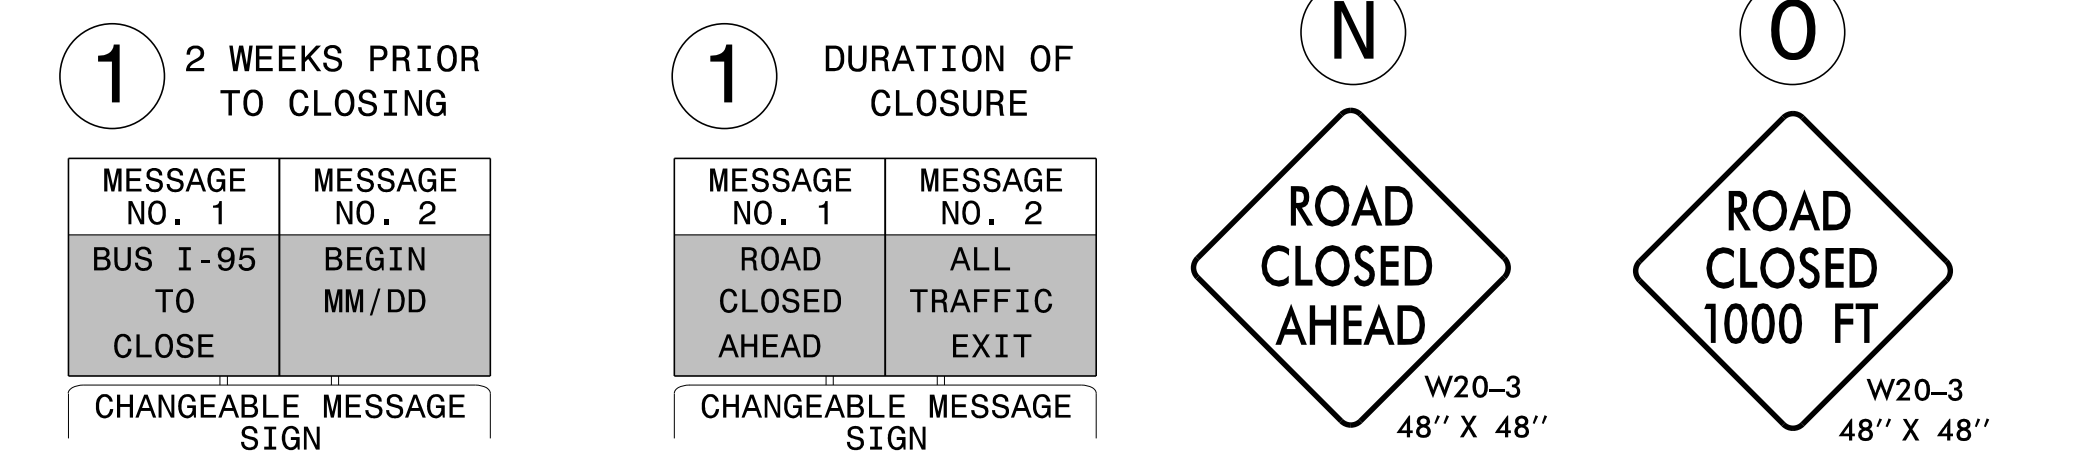 1
2 WEEKS PRIOR
TO CLOSING
MESSAGE
NO. 1
MESSAGE
NO. 2
BUS I-95
TO
CLOSE
BEGIN
MM/DD
CHANGEABLE MESSAGE
SIGN
1
DURATION OF
CLOSURE
MESSAGE
NO. 1
MESSAGE
NO. 2
ROAD
CLOSED
AHEAD
ALL
TRAFFIC
EXIT
CHANGEABLE MESSAGE
SIGN
N
ROAD
CLOSED
AHEAD
W20–3
48″ X 48″
O
ROAD
CLOSED
1000 FT
W20–3
48″ X 48″